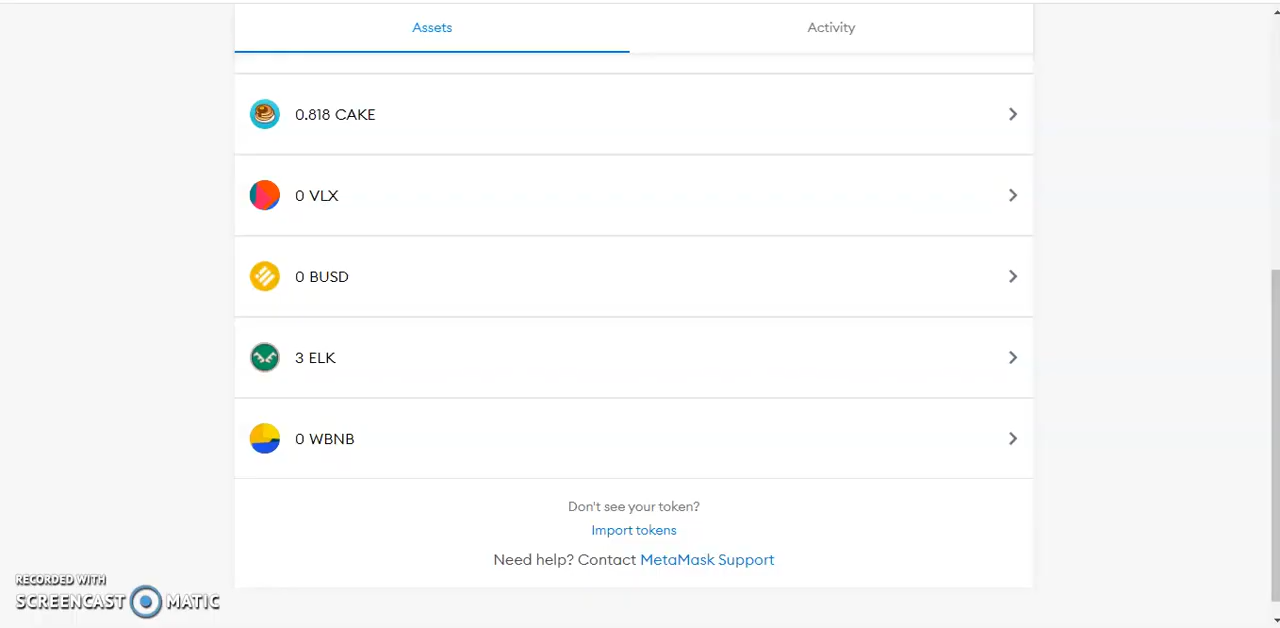 Assets
Activity
0.818 CAKE
0 VLX
0 BUSD
3 ELK
0 WBNB
Don't see your token?
Import tokens
Need help? Contact MetaMask Support
RECORDED WITH
SCREENCAST MATIC